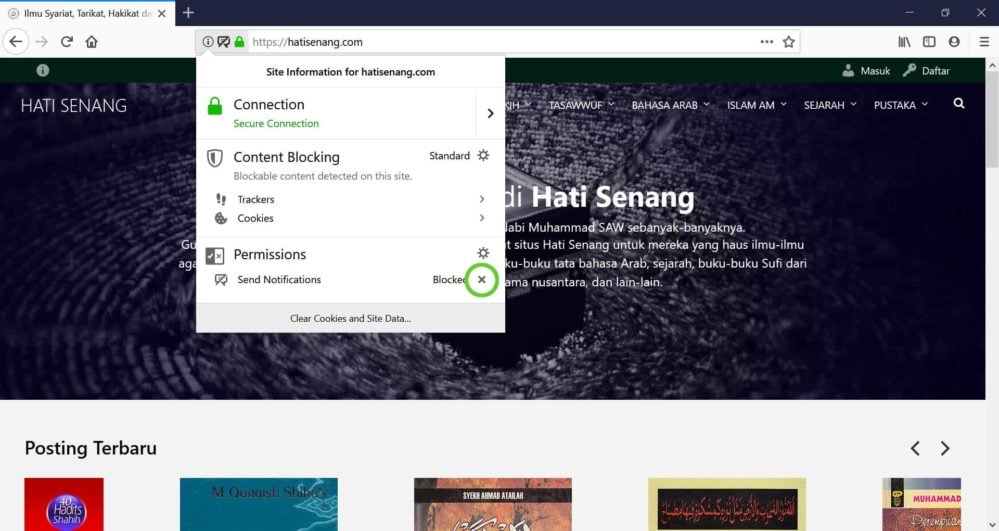 Ilmu Syariat, Tarikat, Hakikat da
https://hatisenang.com
Site Information for hatisenang.com
Connection
Secure Connection
Content Blocking
Standard
Blockable content detected on this site.
Trackers
Cookies
Permissions
Send Notifications
Blocked
Clear Cookies and Site Data...
Masuk
Daftar
HATI SENANG
KIH
TASAWWUF
BAHASA ARAB
ISLAM AM
SEJARAH
PUSTAKA
di Hati Senang
Nabi Muhammad SAW sebanyak-banyaknya.
Gu
at situs Hati Senang untuk mereka yang haus ilmu-ilmu
aga
ku-buku tata bahasa Arab, sejarah, buku-buku Sufi dari
ama nusantara, dan lain-lain.
Posting Terbaru
40
Hadits
Shahih
M. Quraish Shihab
SYEKH AHMAD ATAILAH
MUHAMMAD
Perempuan